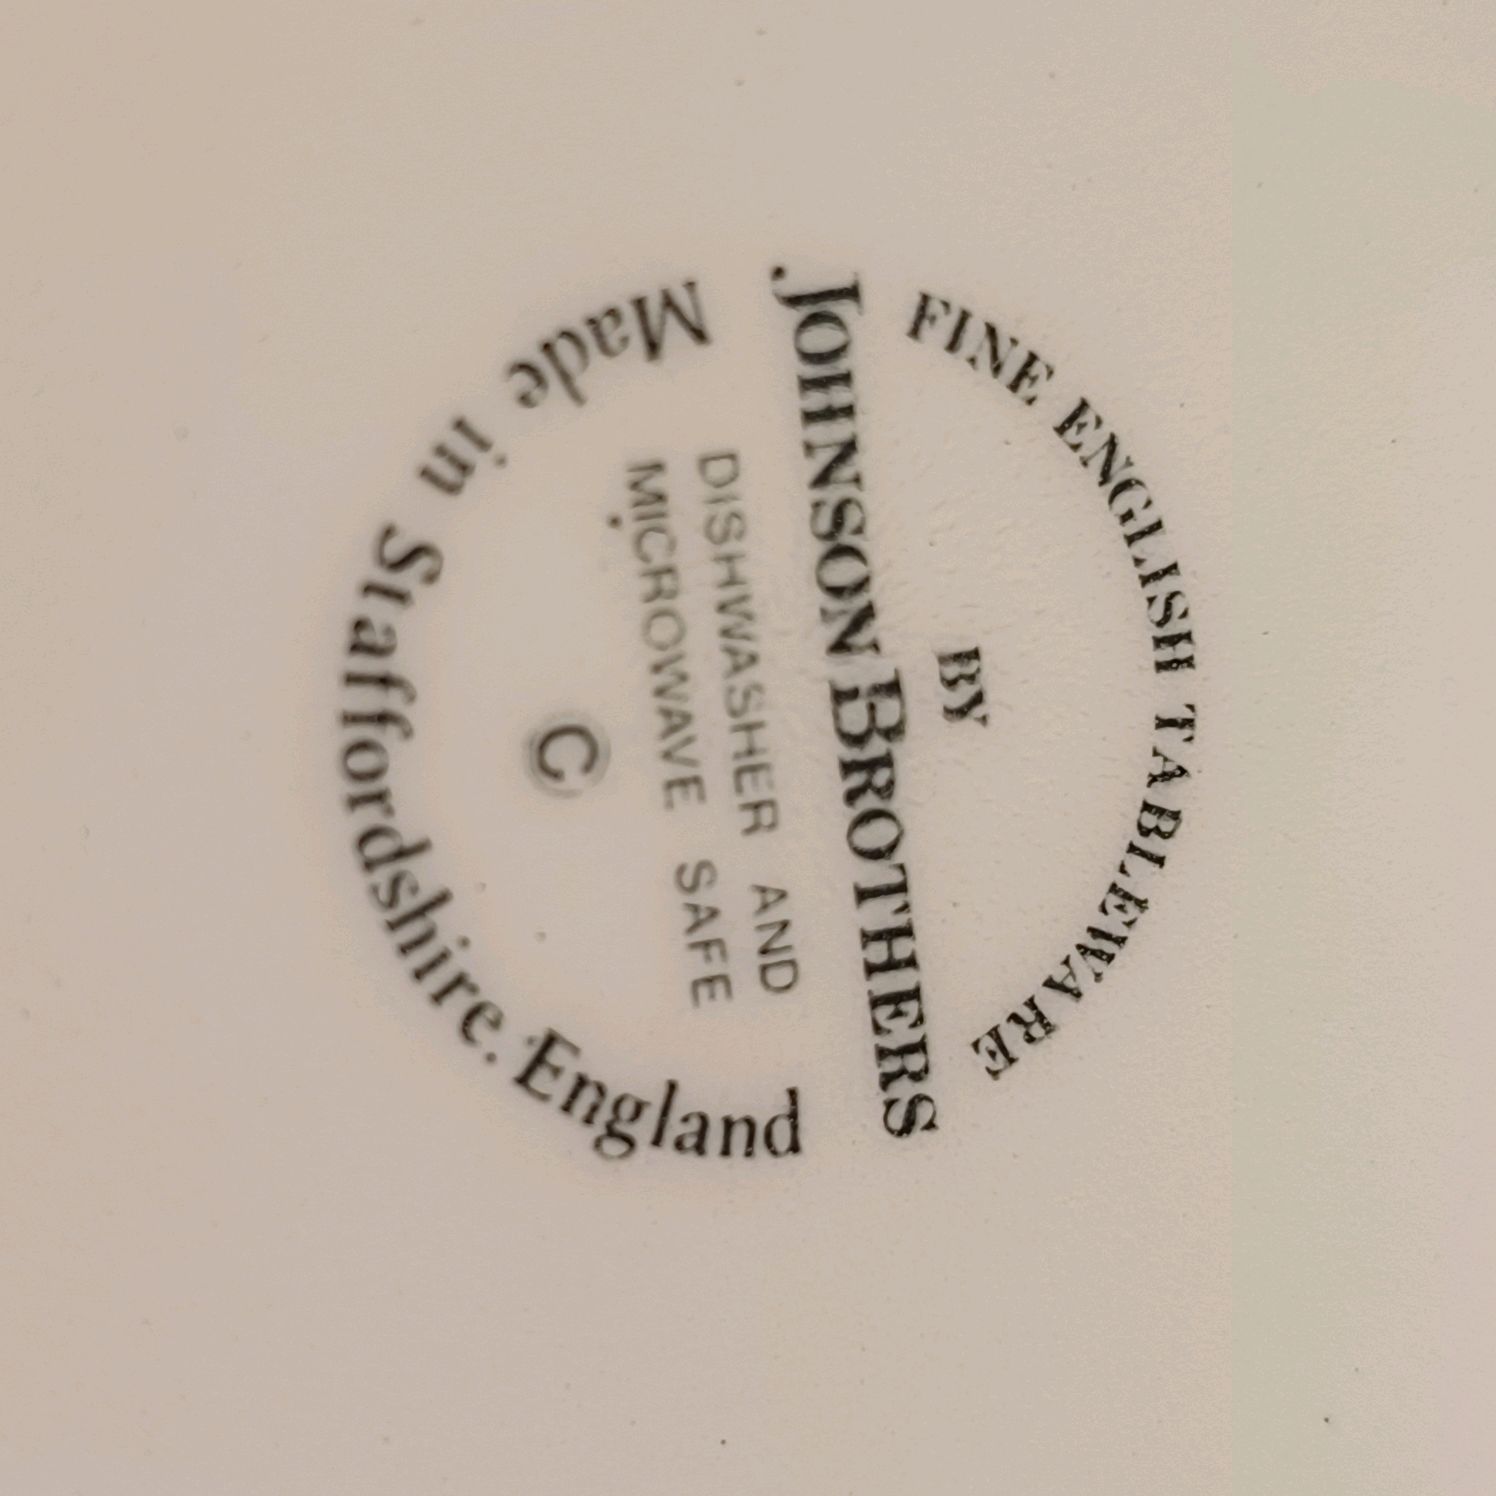 FINE ENGLISH TABLEWARE
BY
JOHNSON BROTHERS
DISHWASHER AND
MICROWAVE SAFE
©
Made in Staffordshire. England